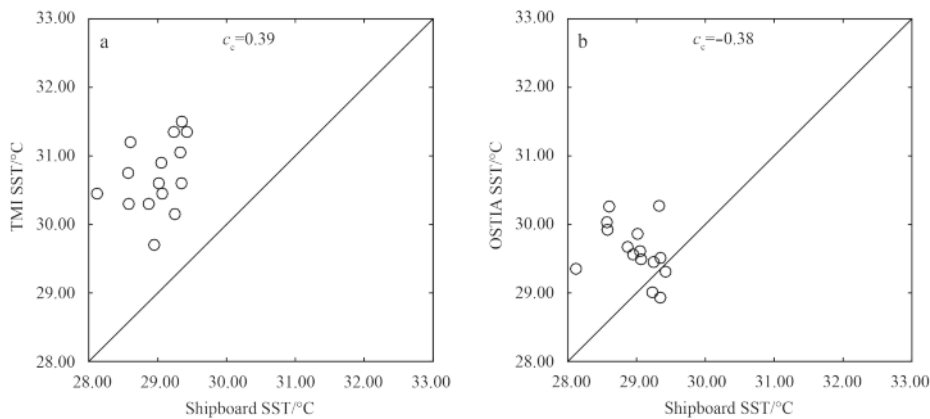 a
c_c=0.39
33.00
32.00
31.00
30.00
29.00
28.00
TMI SST/°C
28.00 29.00 30.00 31.00 32.00 33.00
Shipboard SST/°C
b
c_c=−0.38
33.00
32.00
31.00
30.00
29.00
28.00
OSTIA SST/°C
28.00 29.00 30.00 31.00 32.00 33.00
Shipboard SST/°C